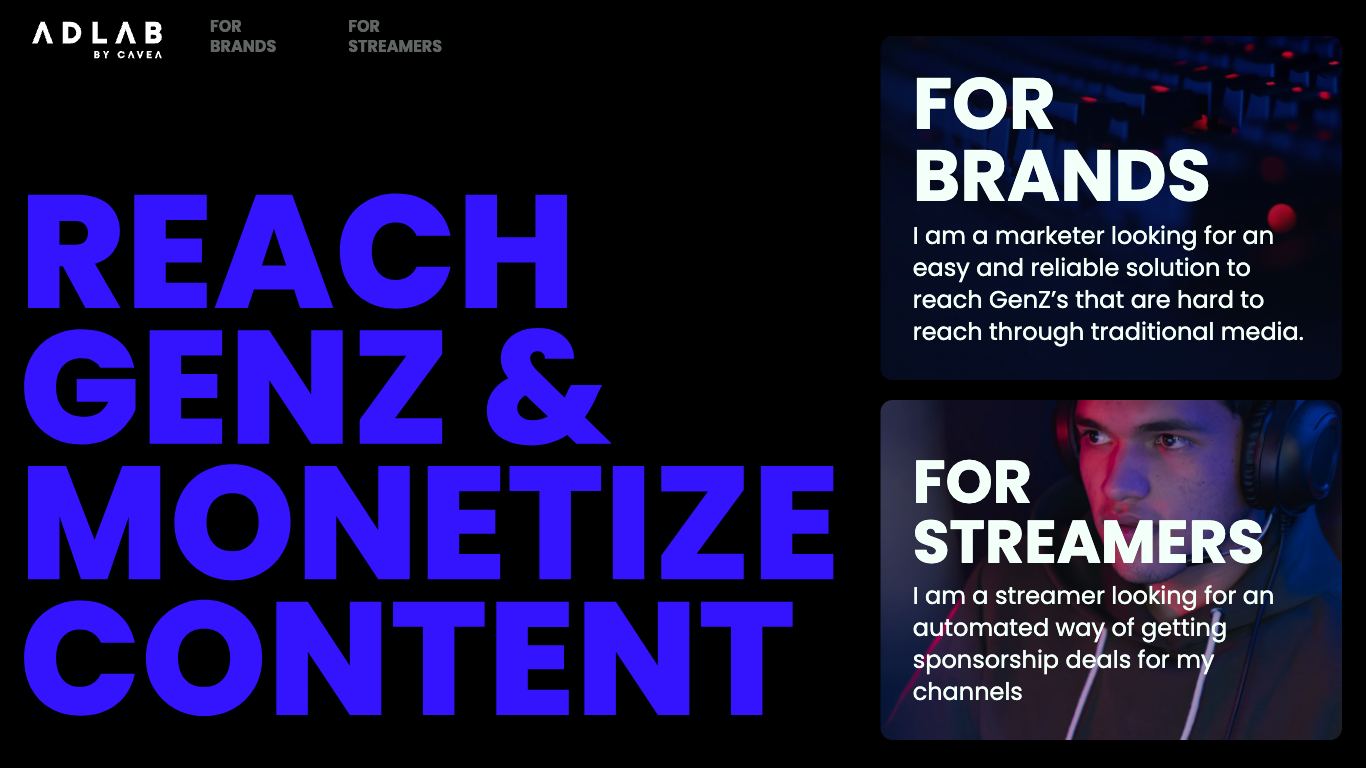 ADLAB
BY CAVEA
FOR
BRANDS
FOR
STREAMERS
REACH
GENZ &
MONETIZE
CONTENT
FOR
BRANDS
I am a marketer looking for an
easy and reliable solution to
reach GenZ’s that are hard to
reach through traditional media.
FOR
STREAMERS
I am a streamer looking for an
automated way of getting
sponsorship deals for my
channels